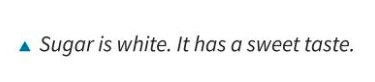 ▲ Sugar is white. It has a sweet taste.